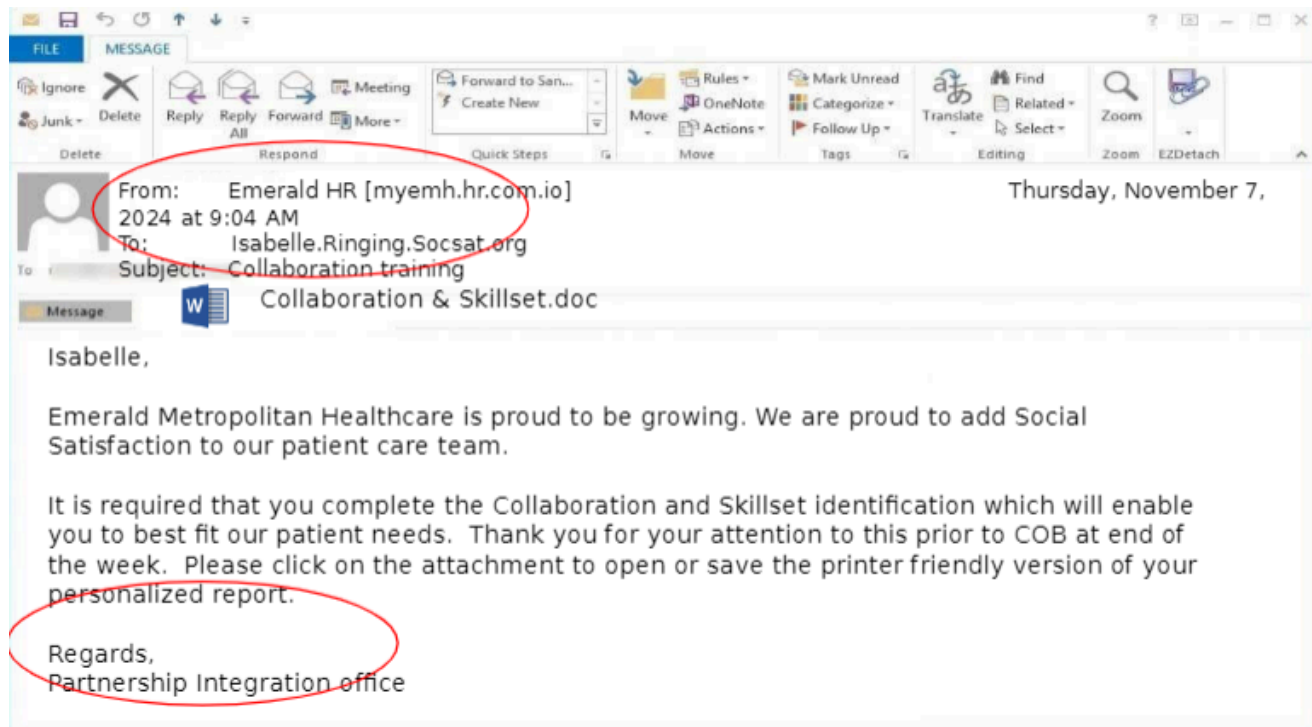 FILE MESSAGE
Ignore
Junk
Delete
Reply
Reply All
Forward
Meeting
More
Forward to San...
Create New
Move
Rules
OneNote
Actions
Mark Unread
Categorize
Follow Up
Translate
Find
Related
Select
Zoom
Delete Respond Quick Steps Move Tags Editing Zoom EZDetach
From: Emerald HR [myemh.hr.com.io] Thursday, November 7,
2024 at 9:04 AM
To: Isabelle.Ringing.Socsat.org
To
Subject: Collaboration training
W Collaboration & Skillset.doc
Message
Isabelle,
Emerald Metropolitan Healthcare is proud to be growing. We are proud to add Social
Satisfaction to our patient care team.
It is required that you complete the Collaboration and Skillset identification which will enable
you to best fit our patient needs. Thank you for your attention to this prior to COB at end of
the week. Please click on the attachment to open or save the printer friendly version of your
personalized report.
Regards,
Partnership Integration office